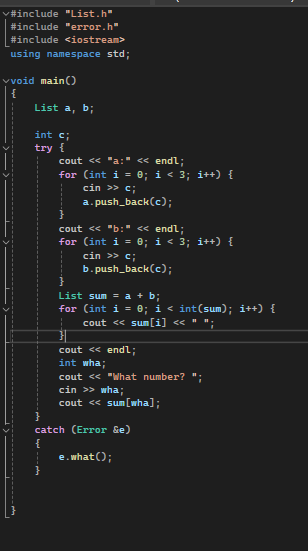 #include "List.h"
#include "error.h"
#include <iostream>
using namespace std;
void main()
{
List a, b;
int c;
try {
cout << "a:" << endl;
for (int i = 0; i < 3; i++) {
cin >> c;
a.push_back(c);
}
cout << "b:" << endl;
for (int i = 0; i < 3; i++) {
cin >> c;
b.push_back(c);
}
List sum = a + b;
for (int i = 0; i < int(sum); i++) {
cout << sum[i] << " ";
}
cout << endl;
int wha;
cout << "What number? ";
cin >> wha;
cout << sum[wha];
}
catch (Error &e)
{
e.what();
}
}